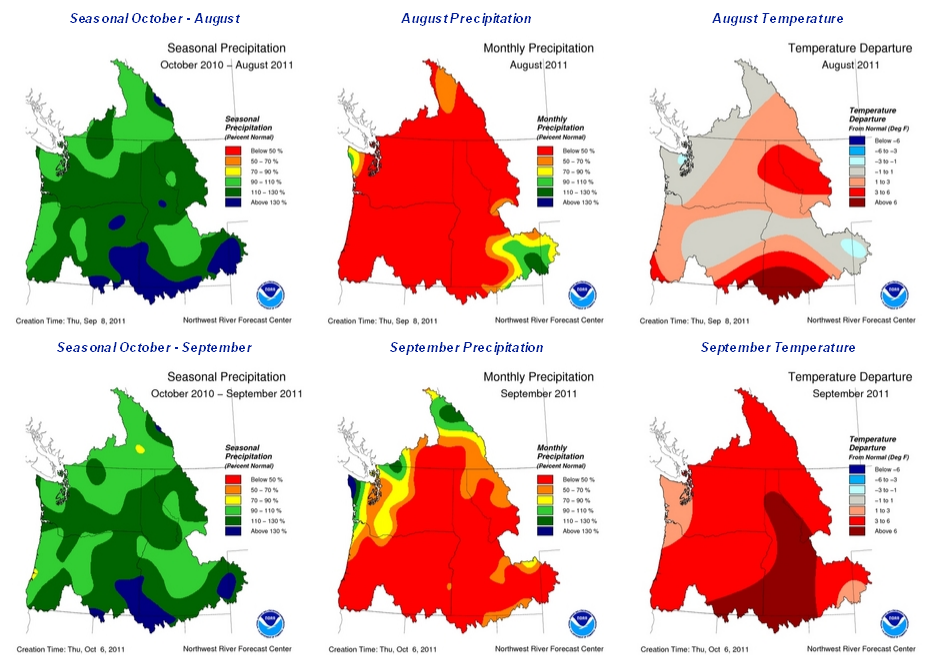 Seasonal October - August
August Precipitation
August Temperature
Seasonal Precipitation
October 2010 – August 2011
Seasonal
Precipitation
(Percent Normal)
Below 50 %
50 – 70 %
70 – 90 %
90 – 110 %
110 – 130 %
Above 130 %
Creation Time: Thu, Sep 8, 2011
Northwest River Forecast Center
Monthly Precipitation
August 2011
Monthly
Precipitation
(Percent Normal)
Below 50 %
50 – 70 %
70 – 90 %
90 – 110 %
110 – 130 %
Above 130 %
Creation Time: Thu, Sep 8, 2011
Northwest River Forecast Center
Temperature Departure
August 2011
Temperature
Departure
From Normal (Deg F)
Below –6
–6 to –3
–3 to –1
–1 to 1
1 to 3
3 to 6
Above 6
Creation Time: Thu, Sep 8, 2011
Northwest River Forecast Center
Seasonal October - September
September Precipitation
September Temperature
Seasonal Precipitation
October 2010 – September 2011
Seasonal
Precipitation
(Percent Normal)
Below 50 %
50 – 70 %
70 – 90 %
90 – 110 %
110 – 130 %
Above 130 %
Creation Time: Thu, Oct 6, 2011
Northwest River Forecast Center
Monthly Precipitation
September 2011
Monthly
Precipitation
(Percent Normal)
Below 50 %
50 – 70 %
70 – 90 %
90 – 110 %
110 – 130 %
Above 130 %
Creation Time: Thu, Oct 6, 2011
Northwest River Forecast Center
Temperature Departure
September 2011
Temperature
Departure
From Normal (Deg F)
Below –6
–6 to –3
–3 to –1
–1 to 1
1 to 3
3 to 6
Above 6
Creation Time: Thu, Oct 6, 2011
Northwest River Forecast Center